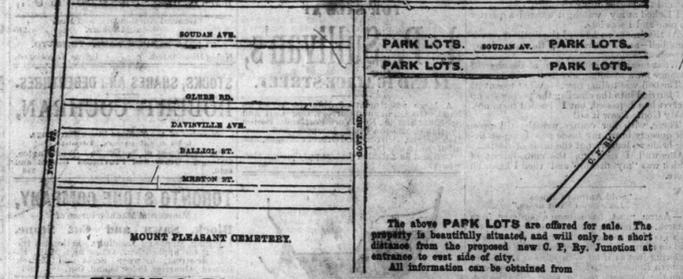 SOUDAN AVE.
PARK LOTS. SOUDAN AV. PARK LOTS.
PARK LOTS. PARK LOTS.
GLEBE RD.
DAVINVILLE AVE.
BALLIOL ST.
MERTON ST.
YONGE ST.
GOVT. RD.
C. P. RY.
MOUNT PLEASANT CEMETERY.
The above PARK LOTS are offered for sale. The
property is beautifully situated, and will only be a short
distance from the proposed new C. P. Ry. Junction at
entrance to east side of city.
All information can be obtained from